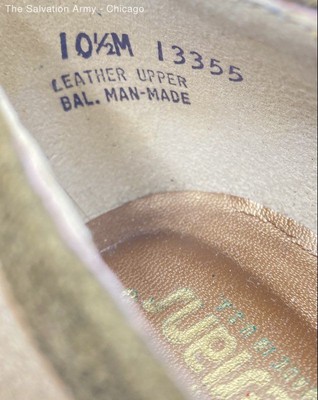 The Salvation Army - Chicago
10½M 13355
LEATHER UPPER
BAL. MAN-MADE